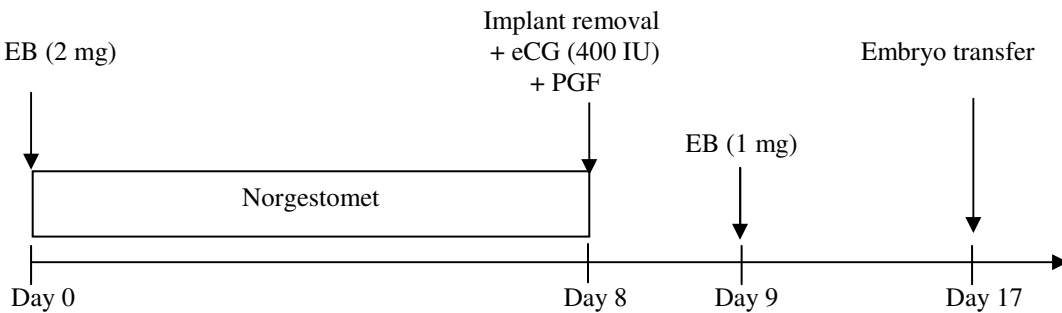 Implant removal
EB (2 mg)
+ eCG (400 IU)
Embryo transfer
+ PGF
EB (1 mg)
Norgestomet
Day 0
Day 8
Day 9
Day 17